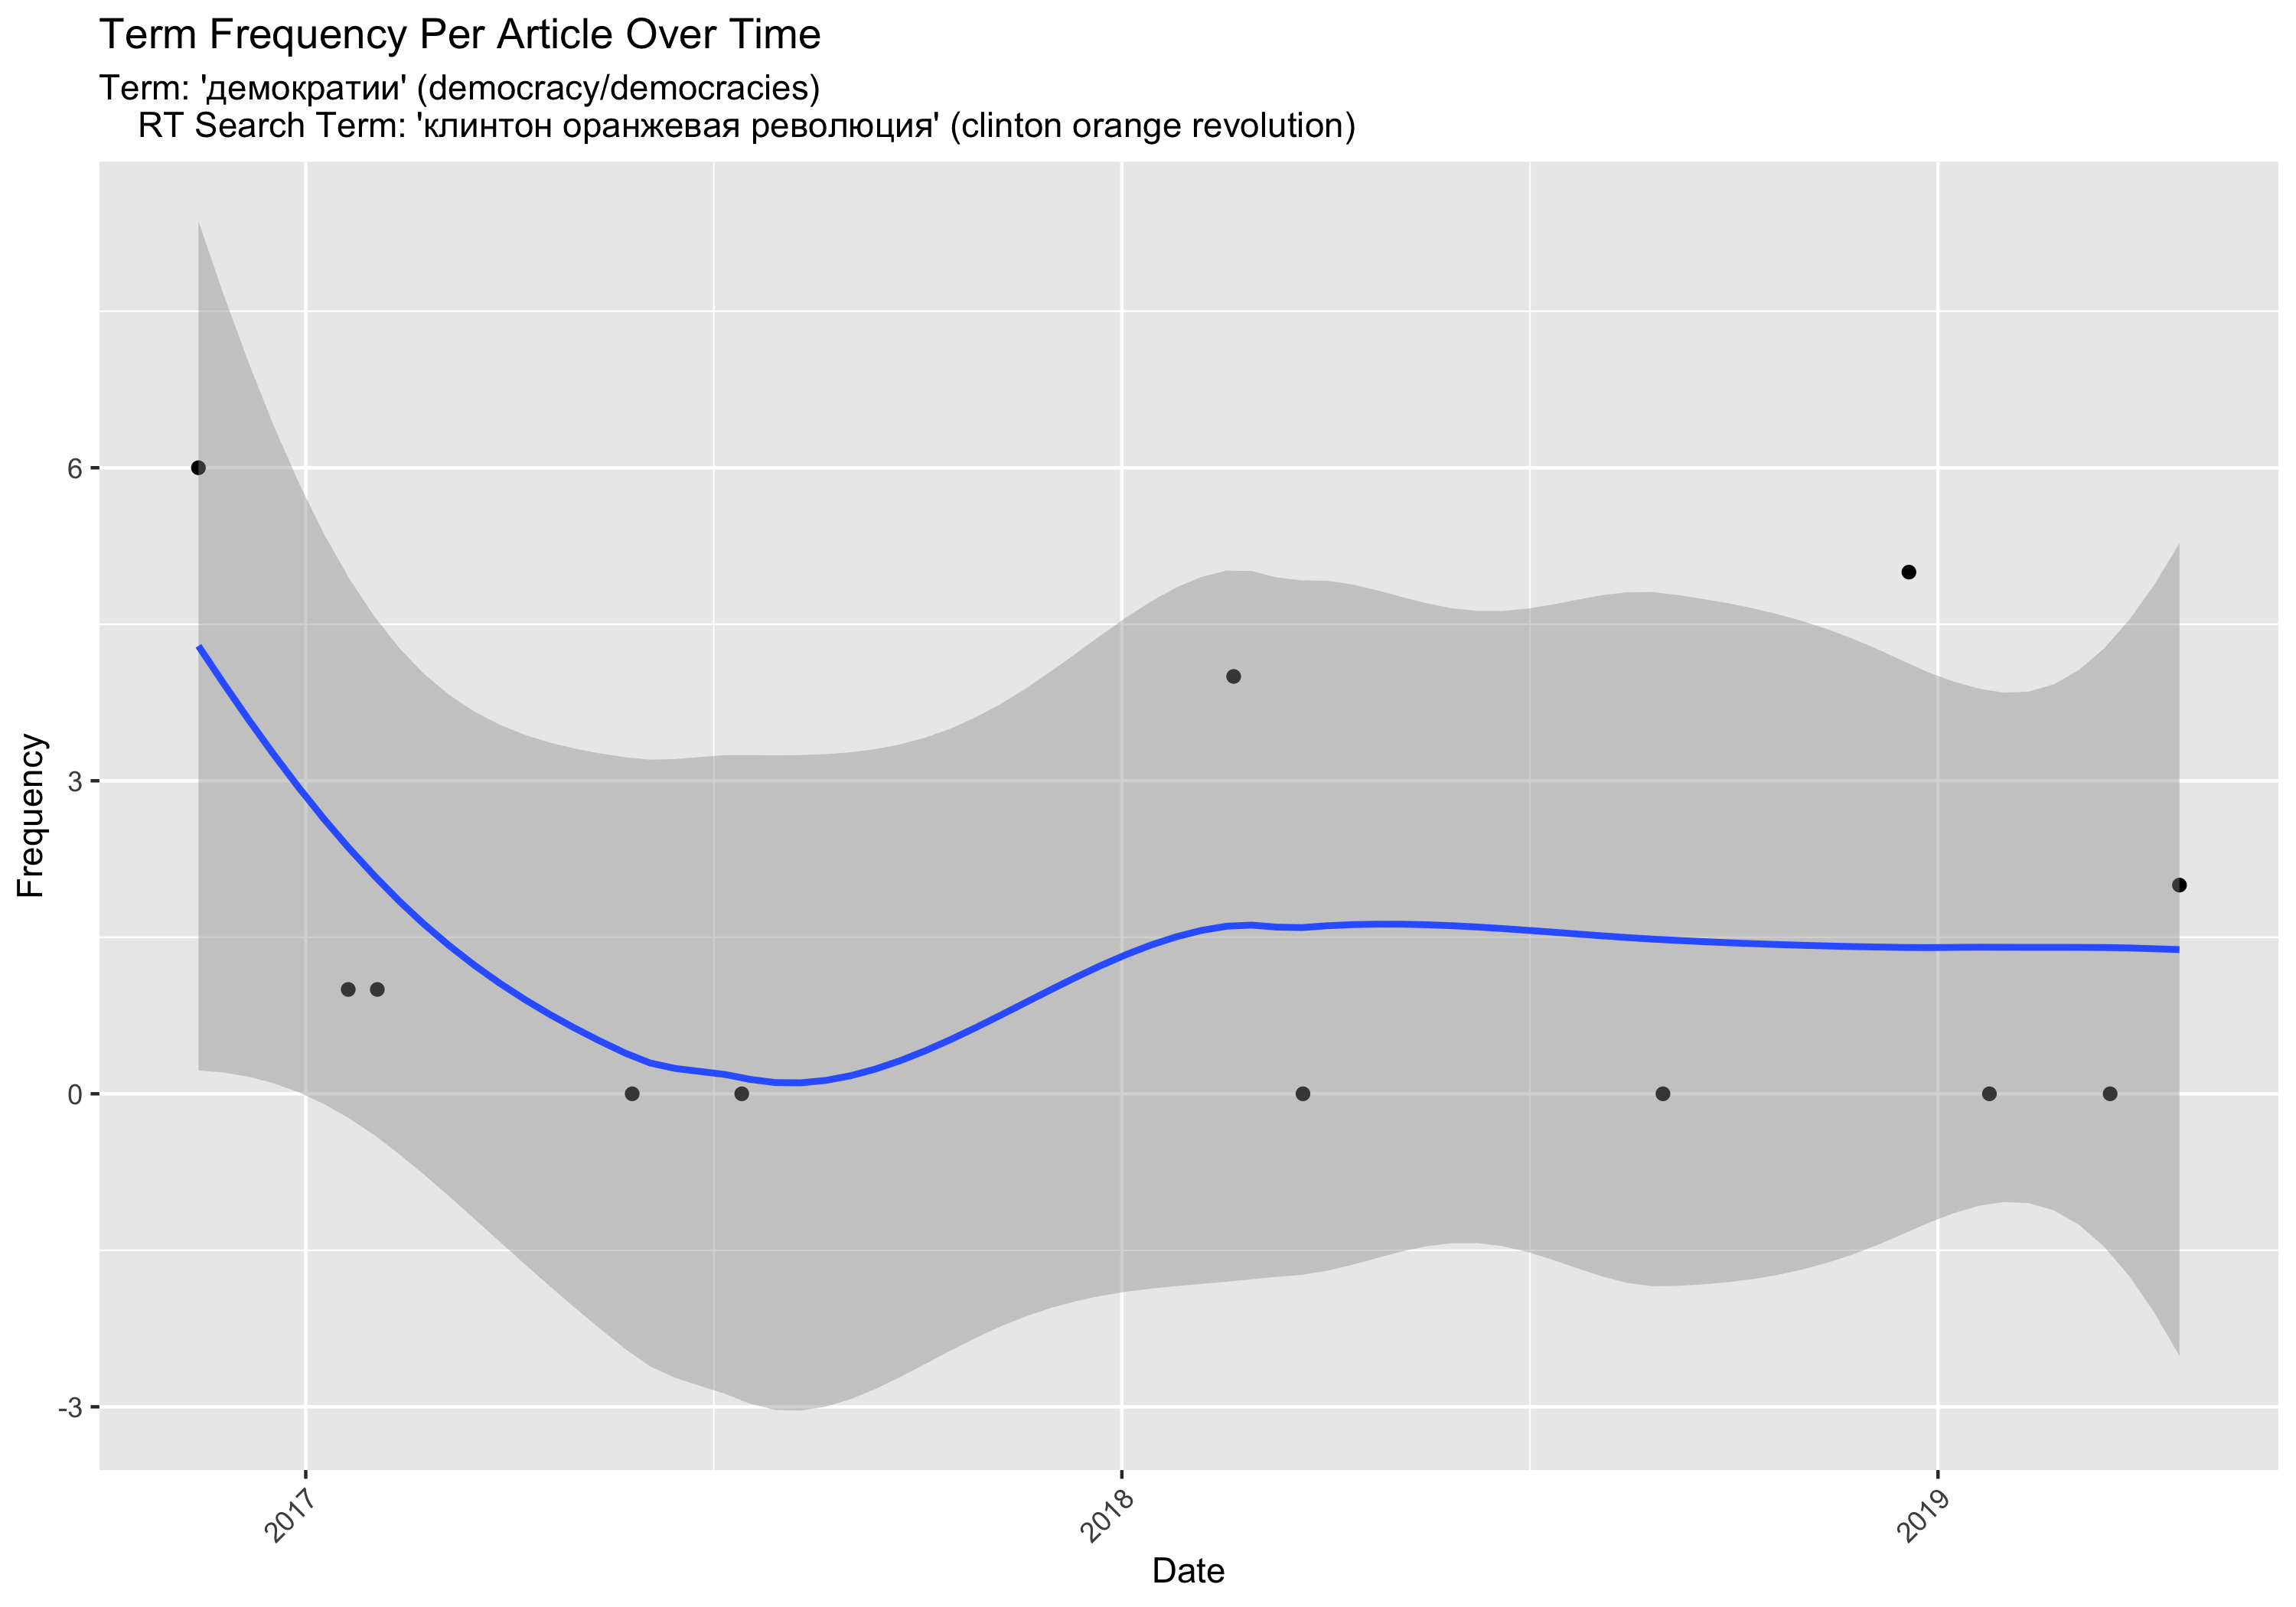 Term Frequency Per Article Over Time
Term: 'демократии' (democracy/democracies)
RT Search Term: 'клинтон оранжевая революция' (clinton orange revolution)
Frequency
6
3
0
-3
2017
2018
2019
Date